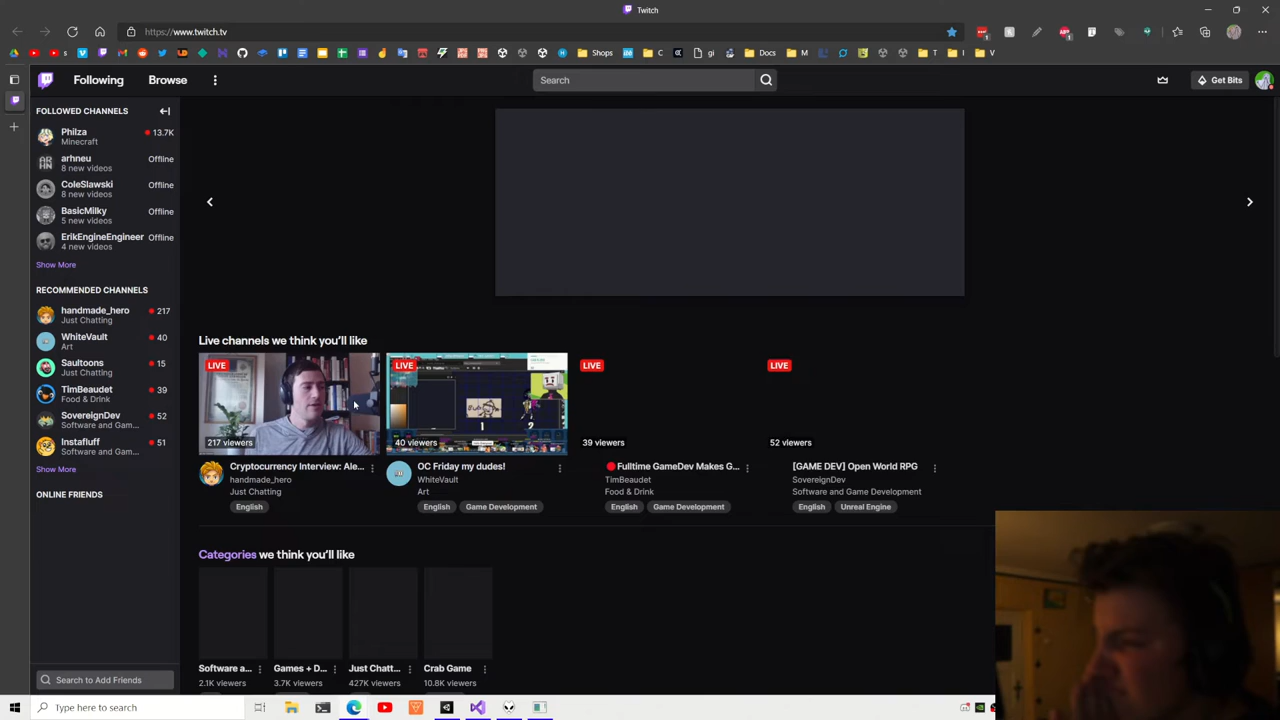 Twitch
https://www.twitch.tv
s
Shops
C
gi
Docs
M
T
I
V
Following
Browse
Search
Get Bits
FOLLOWED CHANNELS
Philza
13.7K
Minecraft
arhneu
Offline
8 new videos
ColeSlawski
Offline
8 new videos
BasicMilky
Offline
5 new videos
ErikEngineEngineer
Offline
4 new videos
Show More
RECOMMENDED CHANNELS
handmade_hero
217
Just Chatting
WhiteVault
40
Art
Saultoons
15
Just Chatting
TimBeaudet
39
Food & Drink
SovereignDev
52
Software and Gam...
Instafluff
51
Software and Gam...
Show More
ONLINE FRIENDS
Search to Add Friends
Live channels we think you'll like
LIVE
217 viewers
Cryptocurrency Interview: Ale...
handmade_hero
Just Chatting
English
LIVE
40 viewers
OC Friday my dudes!
WhiteVault
Art
English
Game Development
LIVE
39 viewers
Fulltime GameDev Makes G...
TimBeaudet
Food & Drink
English
Game Development
LIVE
52 viewers
[GAME DEV] Open World RPG
SovereignDev
Software and Game Development
English
Unreal Engine
Categories we think you'll like
Software a...
2.1K viewers
Games + D...
3.7K viewers
Just Chatt...
427K viewers
Crab Game
10.8K viewers
Type here to search